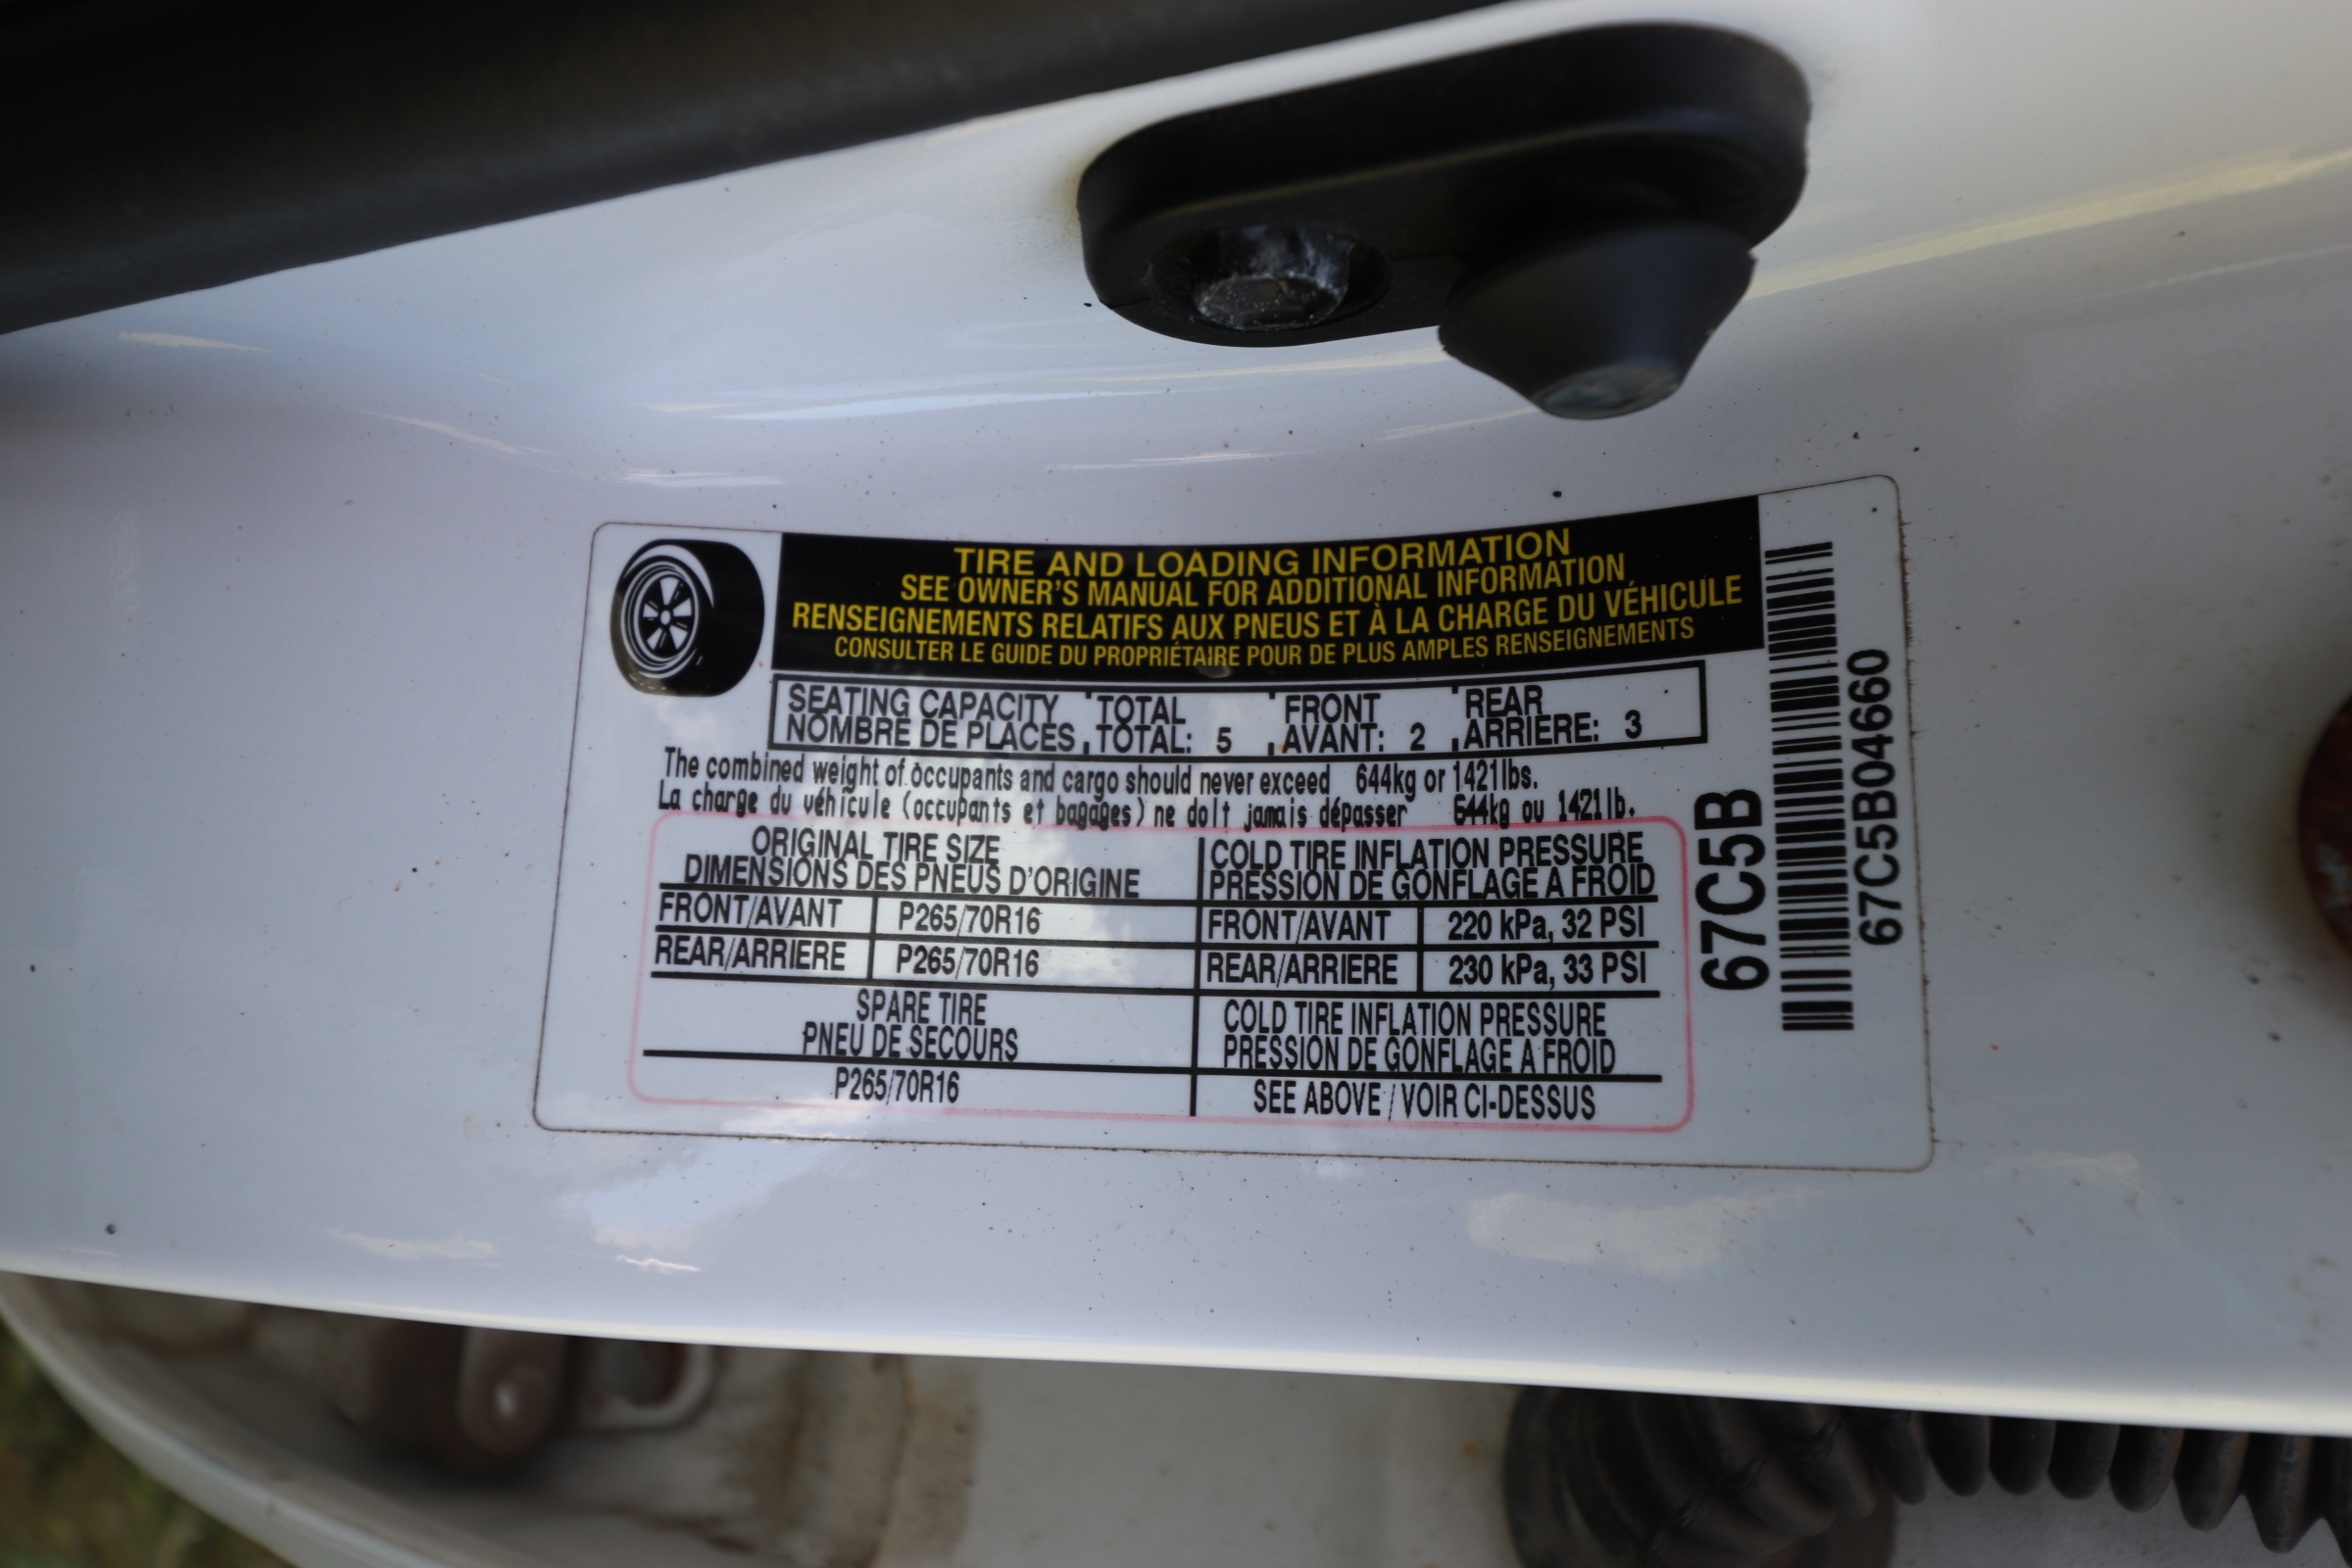 TIRE AND LOADING INFORMATION
SEE OWNER'S MANUAL FOR ADDITIONAL INFORMATION
RENSEIGNEMENTS RELATIFS AUX PNEUS ET À LA CHARGE DU VÉHICULE
CONSULTER LE GUIDE DU PROPRIÉTAIRE POUR DE PLUS AMPLES RENSEIGNEMENTS
SEATING CAPACITY TOTAL FRONT REAR
NOMBRE DE PLACES TOTAL: 5 AVANT: 2 ARRIERE: 3
The combined weight of occupants and cargo should never exceed 644kg or 1421lbs.
La charge du véhicule (occupants et bagages) ne doit jamais dépasser 644kg ou 1421lb.
ORIGINAL TIRE SIZE COLD TIRE INFLATION PRESSURE
DIMENSIONS DES PNEUS D'ORIGINE PRESSION DE GONFLAGE A FROID
FRONT/AVANT P265/70R16 FRONT/AVANT 220 kPa, 32 PSI
REAR/ARRIERE P265/70R16 REAR/ARRIERE 230 kPa, 33 PSI
SPARE TIRE COLD TIRE INFLATION PRESSURE
PNEU DE SECOURS PRESSION DE GONFLAGE A FROID
P265/70R16 SEE ABOVE / VOIR CI-DESSUS
67C5B
67C5B04660